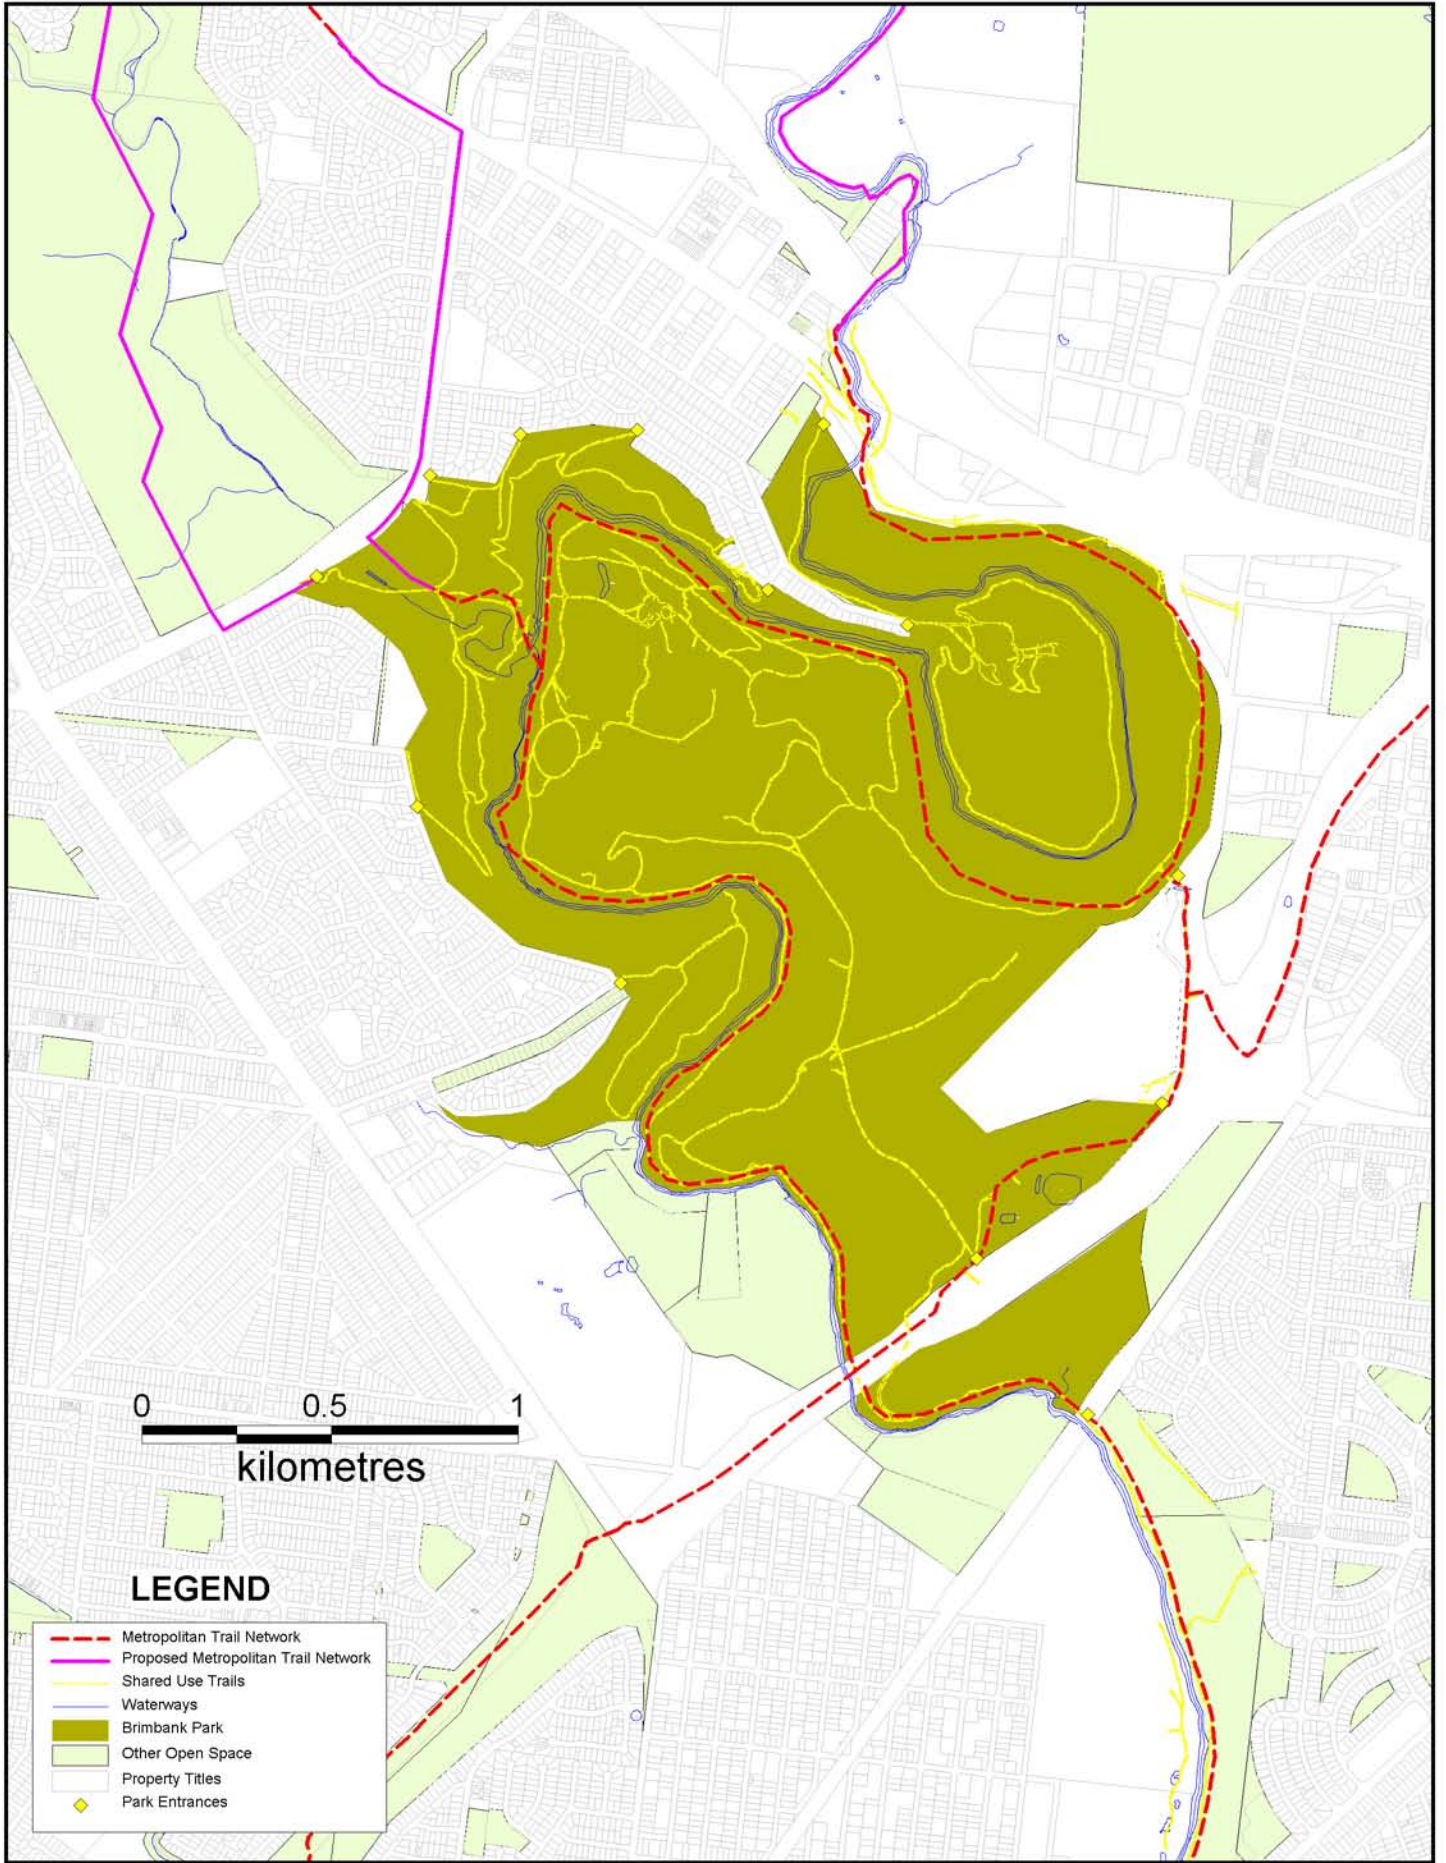 0 0.5 1
kilometres
LEGEND
Metropolitan Trail Network
Proposed Metropolitan Trail Network
Shared Use Trails
Waterways
Brimbank Park
Other Open Space
Property Titles
Park Entrances